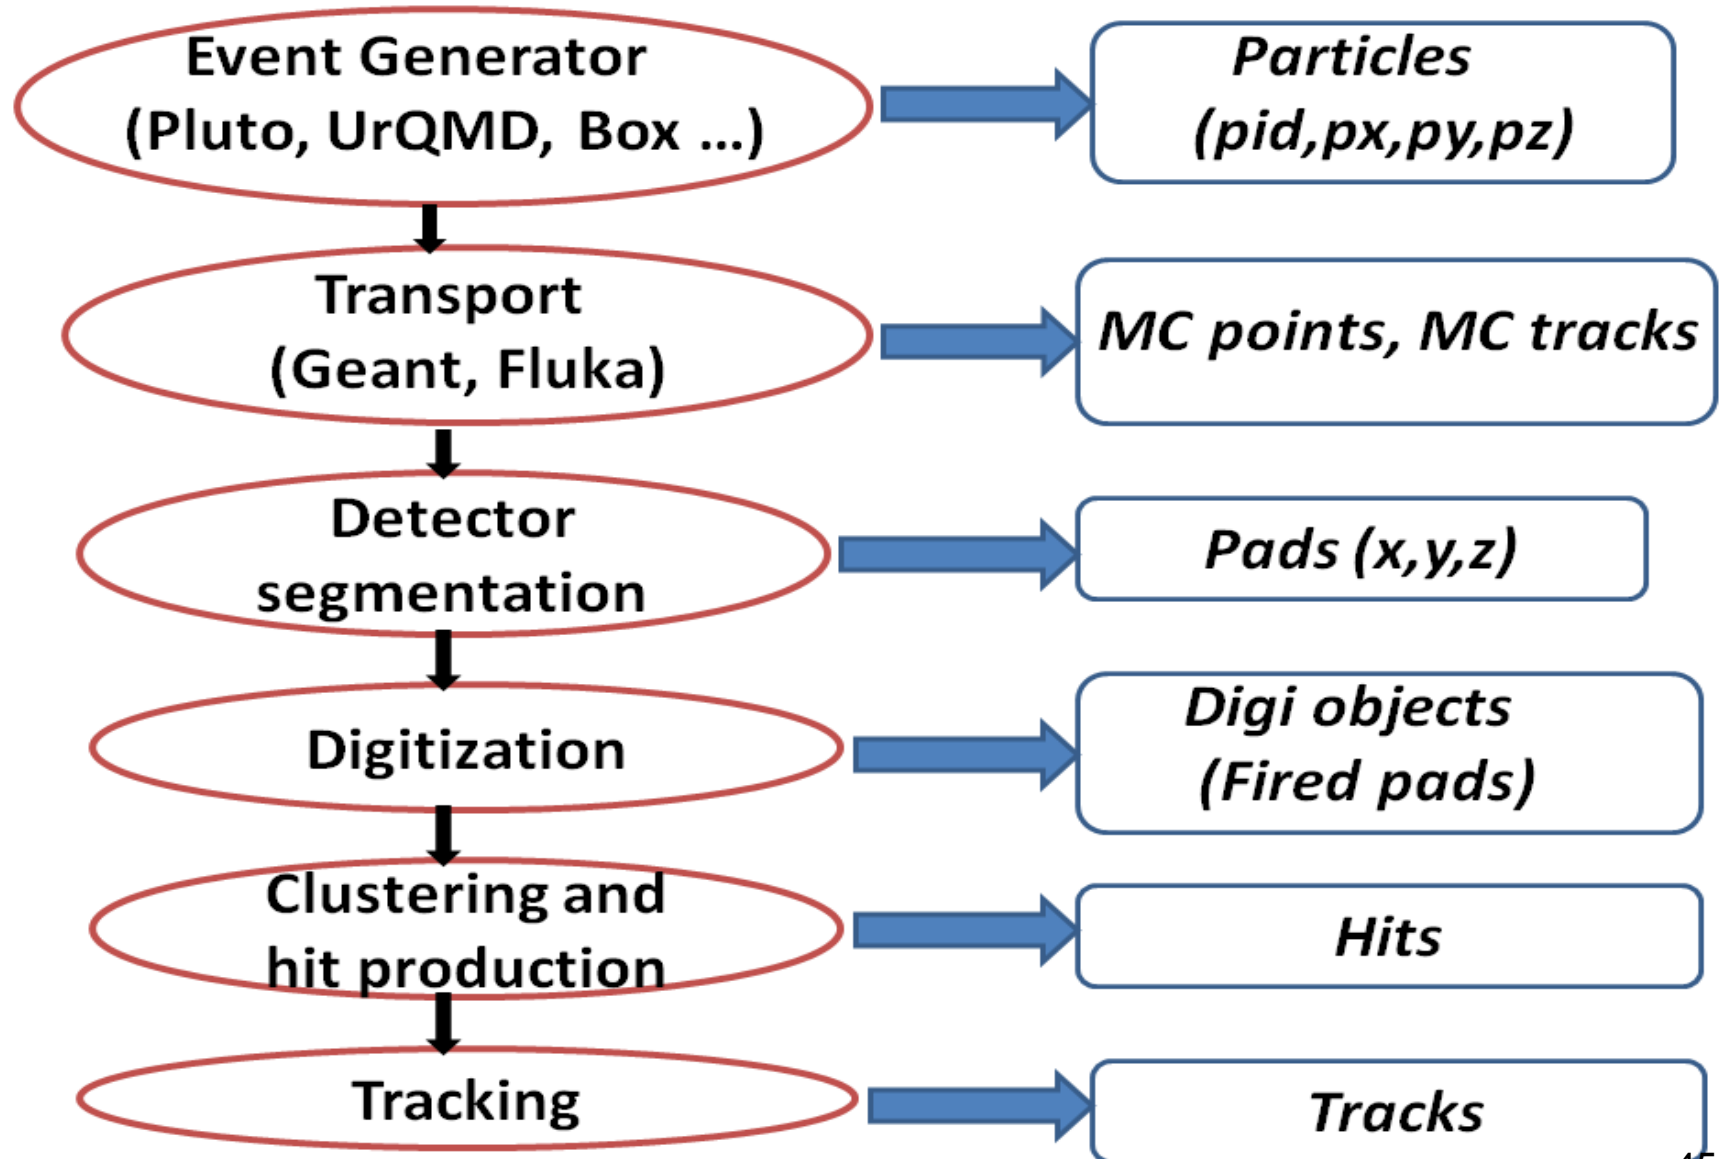 Event Generator
(Pluto, UrQMD, Box ...)
Particles
(pid,px,py,pz)
Transport
(Geant, Fluka)
MC points, MC tracks
Detector
segmentation
Pads (x,y,z)
Digitization
Digi objects
(Fired pads)
Clustering and
hit production
Hits
Tracking
Tracks